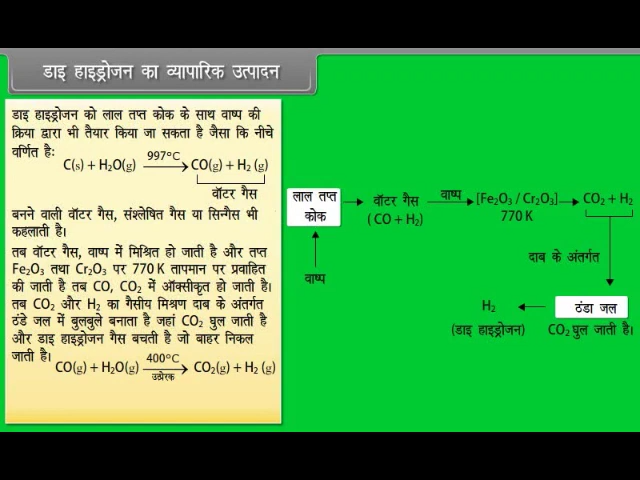 डाइ हाइड्रोजन का व्यापारिक उत्पादन
डाइ हाइड्रोजन को लाल तप्त कोक के साथ वाष्प की
क्रिया द्वारा भी तैयार किया जा सकता है जैसा कि नीचे
वर्णित है:
C(s) + H₂O(g) 997°C → CO(g) + H₂ (g)
वॉटर गैस
बनने वाली वॉटर गैस, संश्लेषित गैस या सिन्गैस भी
कहलाती है।
तब वॉटर गैस, वाष्प में मिश्रित हो जाती है और तप्त
Fe₂O₃ तथा Cr₂O₃ पर 770 K तापमान पर प्रवाहित
की जाती है तब CO, CO₂ में ऑक्सीकृत हो जाती है।
तब CO₂ और H₂ का गैसीय मिश्रण दाब के अंतर्गत
ठंडे जल में बुलबुले बनाता है जहां CO₂ घुल जाती है
और डाइ हाइड्रोजन गैस बचती है जो बाहर निकल
जाती है।
CO(g) + H₂O(g) 400°C → CO₂(g) + H₂ (g)
उत्प्रेरक
लाल तप्त
कोक
वाष्प
वॉटर गैस
(CO + H₂)
वाष्प
[Fe₂O₃ / Cr₂O₃]
770 K
CO₂ + H₂
दाब के अंतर्गत
ठंडा जल
CO₂ घुल जाती है।
H₂
(डाइ हाइड्रोजन)